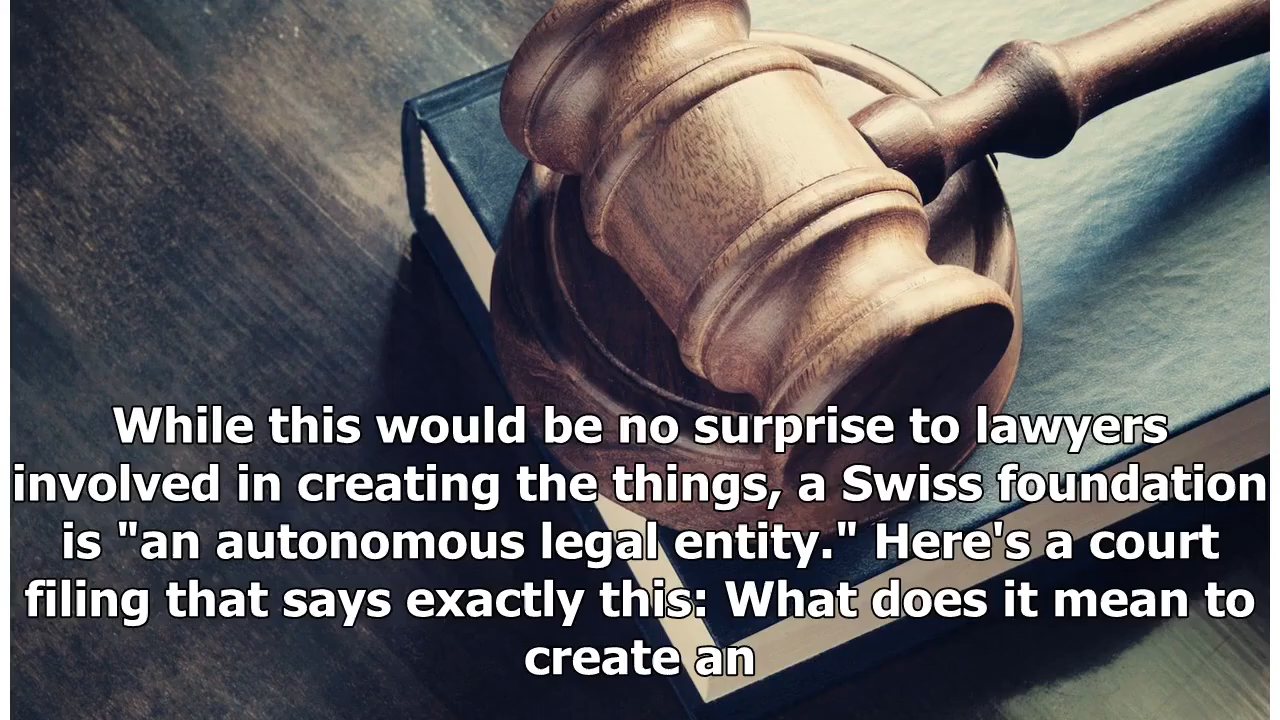 While this would be no surprise to lawyers
involved in creating the things, a Swiss foundation
is "an autonomous legal entity." Here's a court
filing that says exactly this: What does it mean to
create an